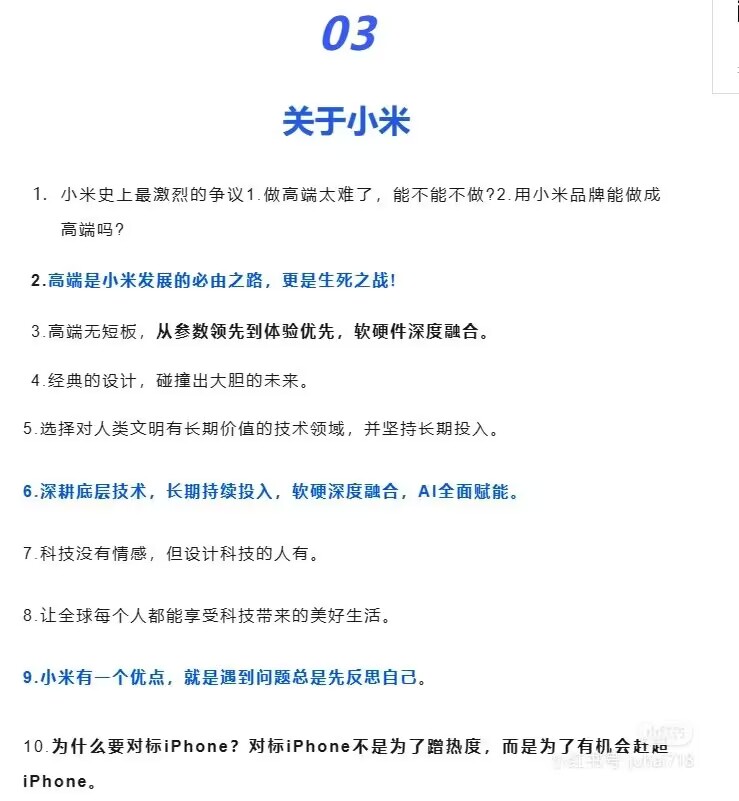 03
关于小米
1. 小米史上最激烈的争议1.做高端太难了，能不能不做?2.用小米品牌能做成
高端吗?
2.高端是小米发展的必由之路，更是生死之战!
3.高端无短板，从参数领先到体验优先，软硬件深度融合。
4.经典的设计，碰撞出大胆的未来。
5.选择对人类文明有长期价值的技术领域，并坚持长期投入。
6.深耕底层技术，长期持续投入，软硬深度融合，AI全面赋能。
7.科技没有情感，但设计科技的人有。
8.让全球每个人都能享受科技带来的美好生活。
9.小米有一个优点，就是遇到问题总是先反思自己。
10.为什么要对标iPhone？对标iPhone不是为了蹭热度，而是为了有机会赶超
iPhone。
小红书号